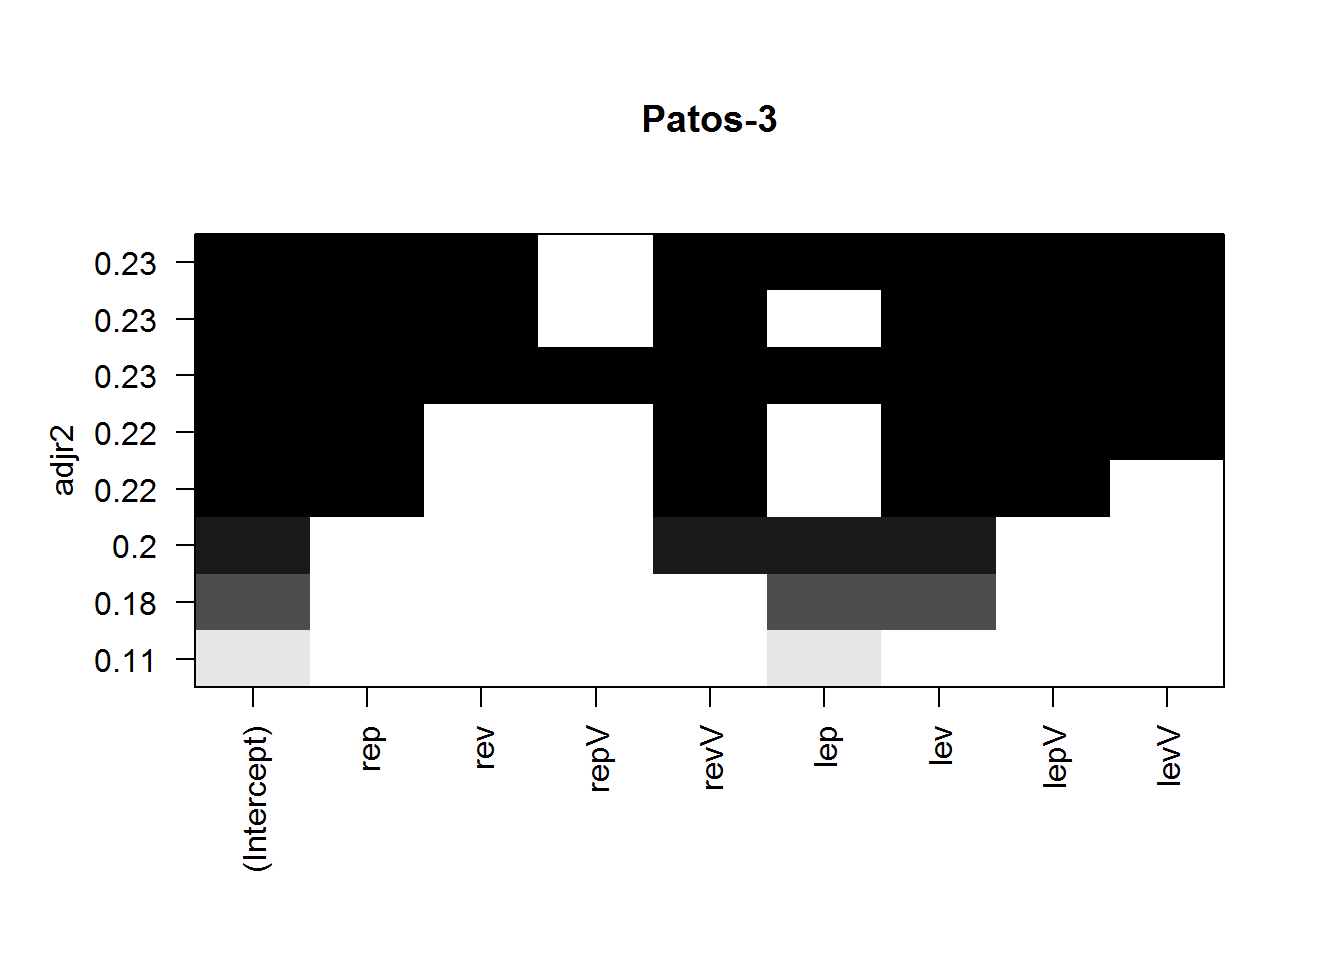 Patos-3
adjr2
0.23
0.23
0.23
0.22
0.22
0.2
0.18
0.11
(Intercept)
rep
rev
repV
revV
lep
lev
lepV
levV